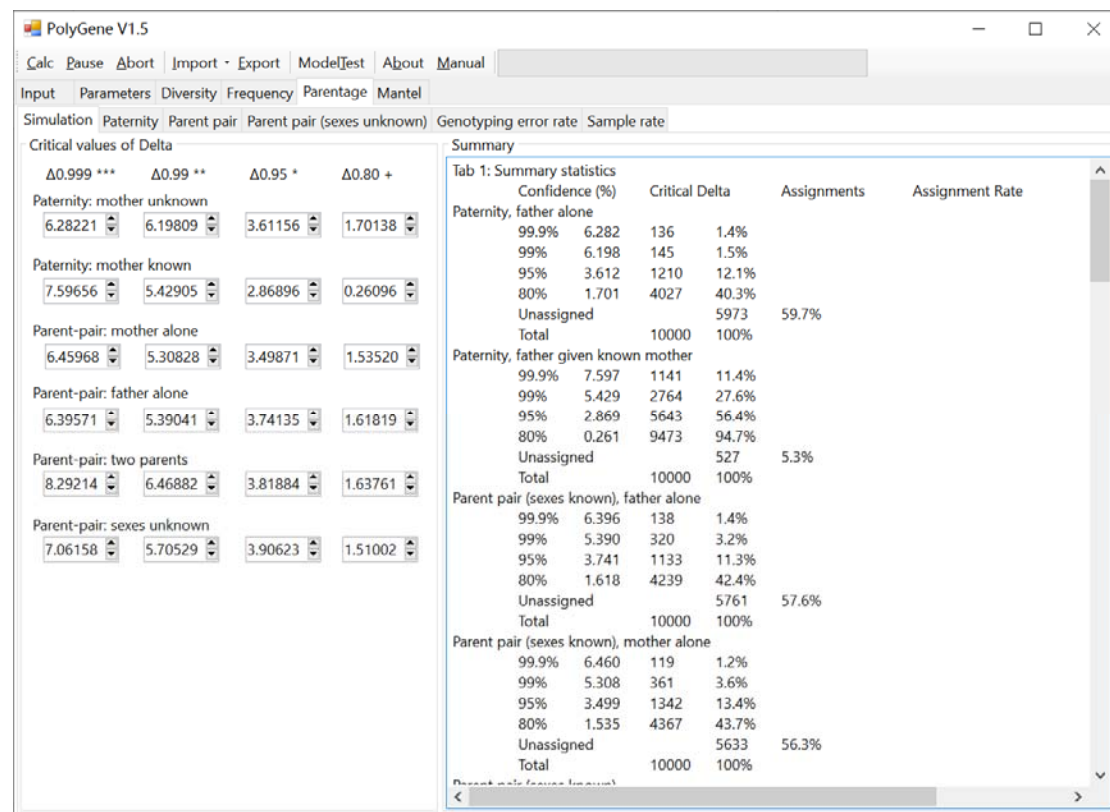 PolyGene V1.5
Calc Pause Abort Import Export ModelTest About Manual
Input Parameters Diversity Frequency Parentage Mantel
Simulation Paternity Parent pair Parent pair (sexes unknown) Genotyping error rate Sample rate
Critical values of Delta
Δ0.999 *** Δ0.99 ** Δ0.95 * Δ0.80 +
Paternity: mother unknown
6.28221 6.19809 3.61156 1.70138
Paternity: mother known
7.59656 5.42905 2.86896 0.26096
Parent-pair: mother alone
6.45968 5.30828 3.49871 1.53520
Parent-pair: father alone
6.39571 5.39041 3.74135 1.61819
Parent-pair: two parents
8.29214 6.46882 3.81884 1.63761
Parent-pair: sexes unknown
7.06158 5.70529 3.90623 1.51002
Summary
Tab 1: Summary statistics
Confidence (%) Critical Delta Assignments Assignment Rate
Paternity, father alone
99.9% 6.282 136 1.4%
99% 6.198 145 1.5%
95% 3.612 1210 12.1%
80% 1.701 4027 40.3%
Unassigned 5973 59.7%
Total 10000 100%
Paternity, father given known mother
99.9% 7.597 1141 11.4%
99% 5.429 2764 27.6%
95% 2.869 5643 56.4%
80% 0.261 9473 94.7%
Unassigned 527 5.3%
Total 10000 100%
Parent pair (sexes known), father alone
99.9% 6.396 138 1.4%
99% 5.390 320 3.2%
95% 3.741 1133 11.3%
80% 1.618 4239 42.4%
Unassigned 5761 57.6%
Total 10000 100%
Parent pair (sexes known), mother alone
99.9% 6.460 119 1.2%
99% 5.308 361 3.6%
95% 3.499 1342 13.4%
80% 1.535 4367 43.7%
Unassigned 5633 56.3%
Total 10000 100%